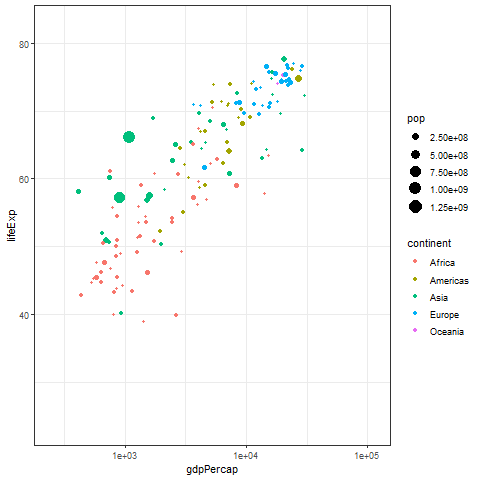 80
60
40
lifeExp
1e+03
1e+04
1e+05
gdpPercap
pop
2.50e+08
5.00e+08
7.50e+08
1.00e+09
1.25e+09
continent
Africa
Americas
Asia
Europe
Oceania